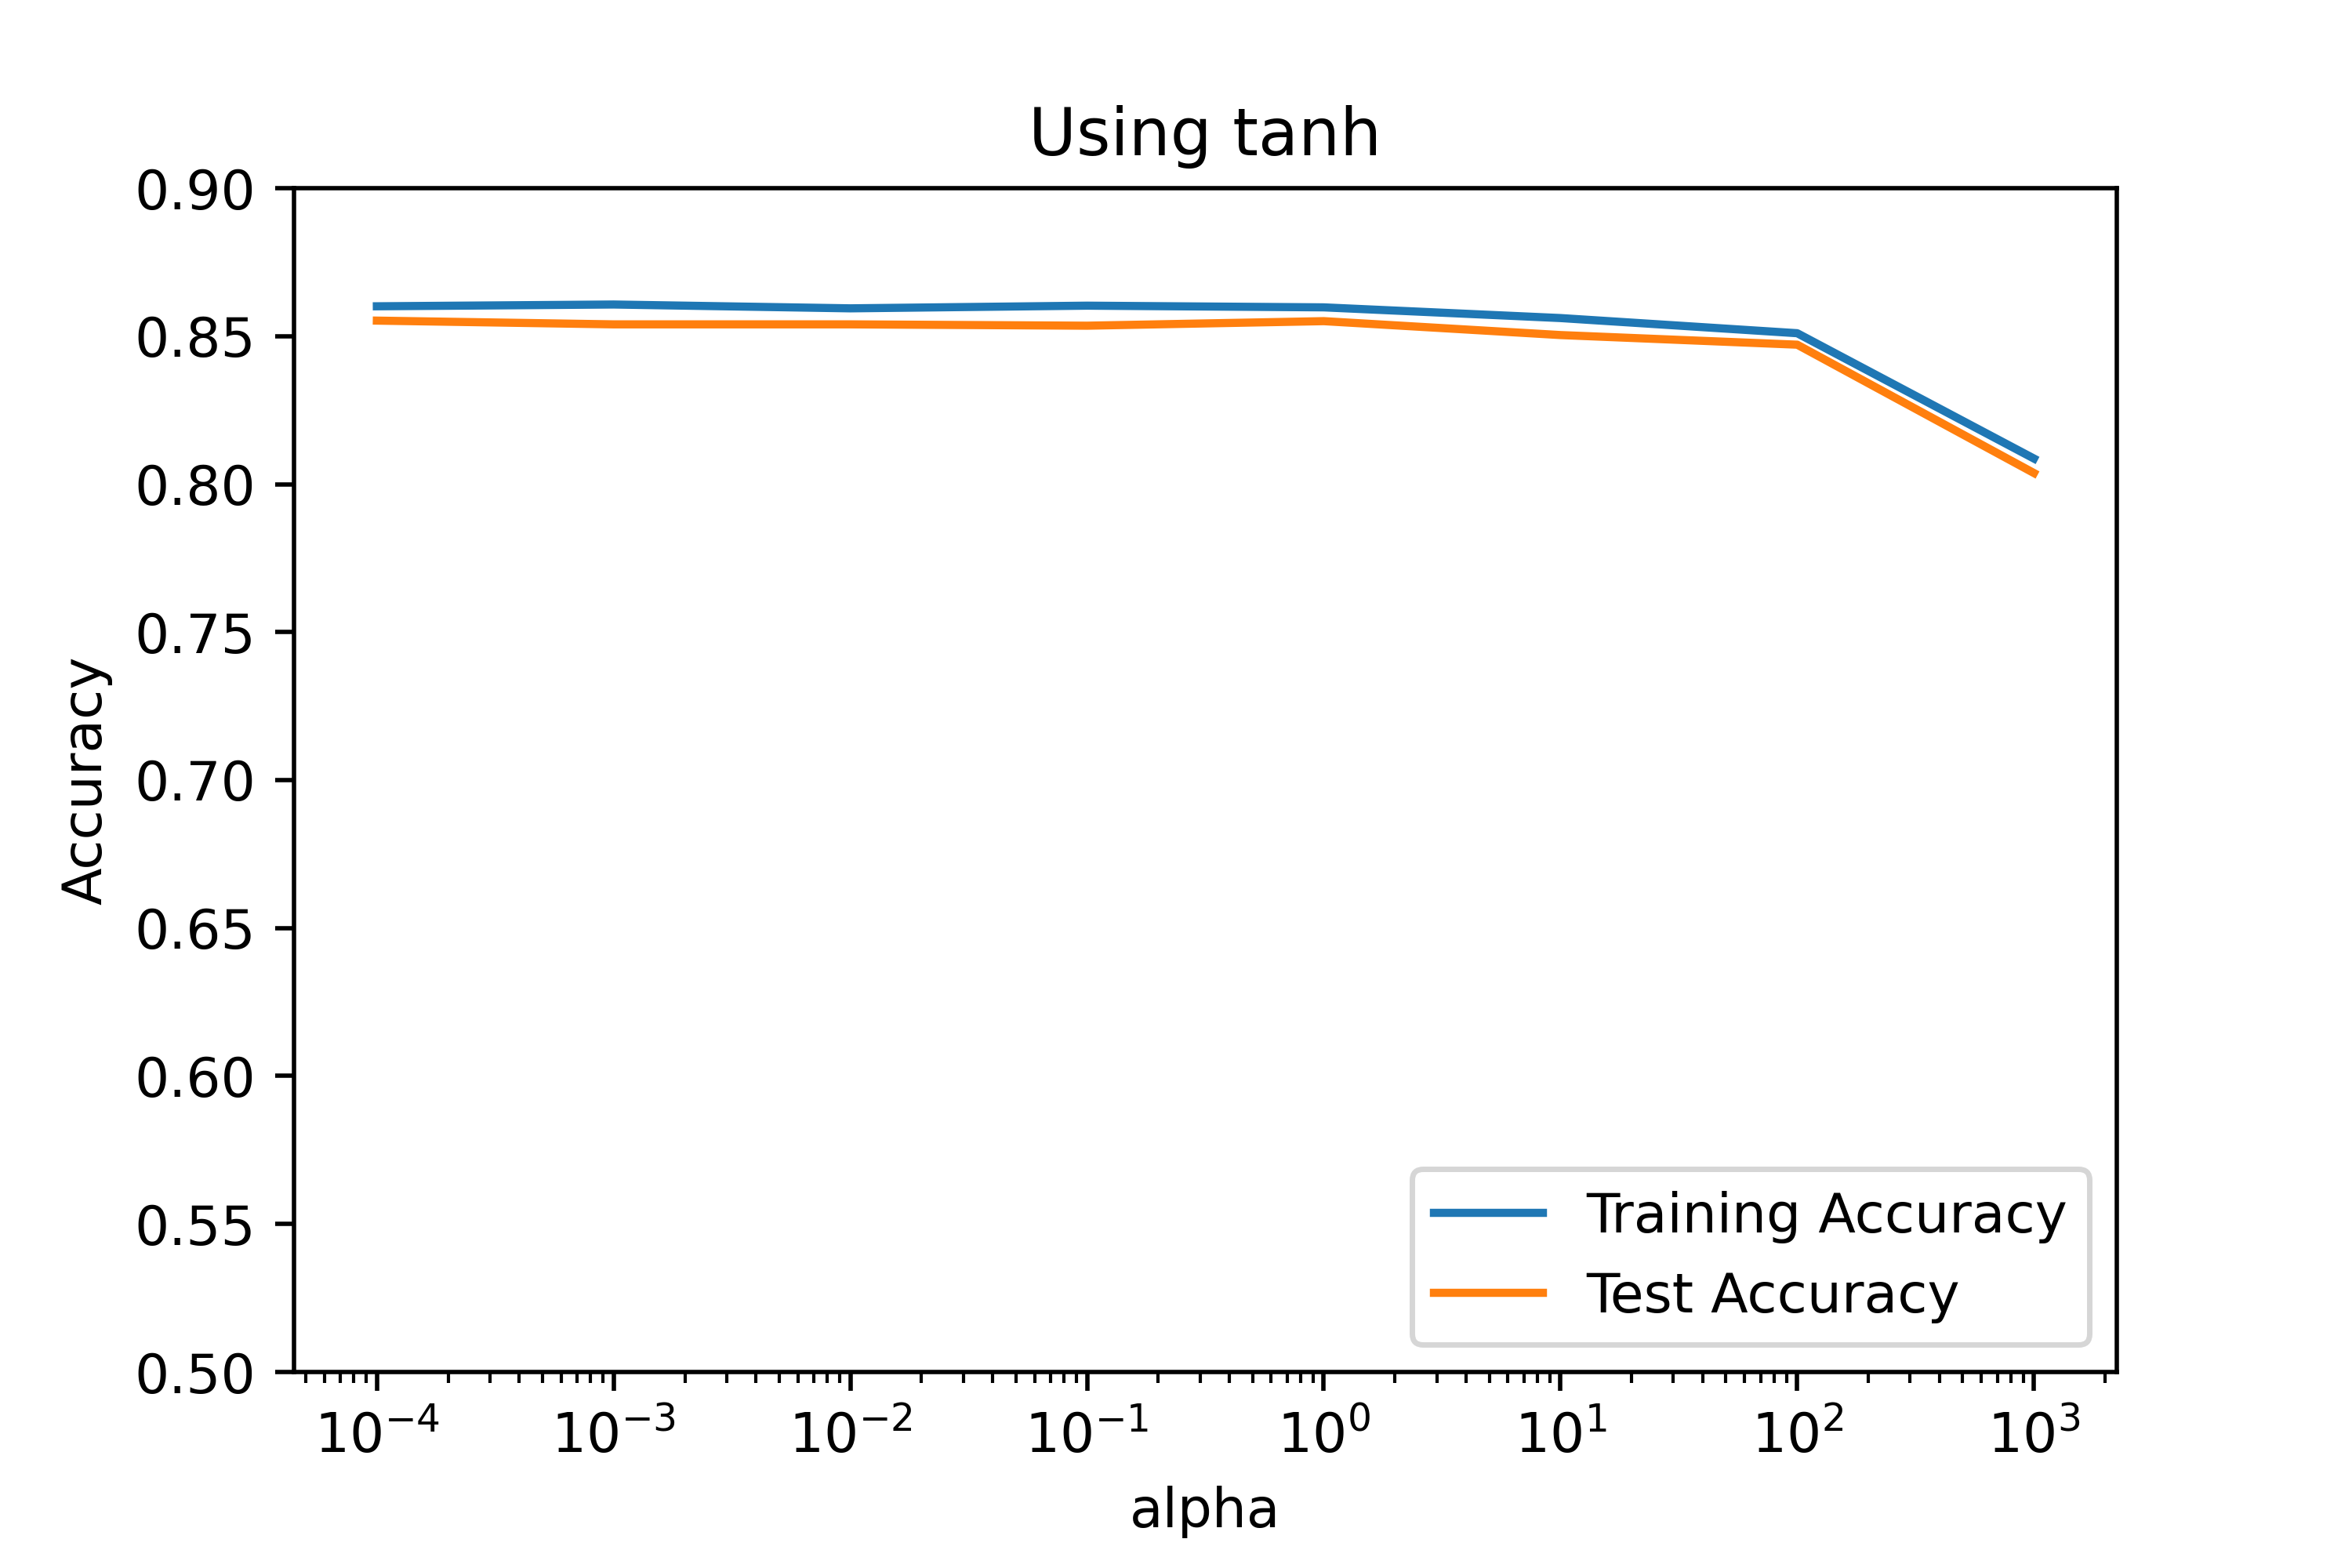 Using tanh
0.90
0.85
0.80
0.75
0.70
0.65
0.60
0.55
0.50
Accuracy
Training Accuracy
Test Accuracy
10⁻⁴ 10⁻³ 10⁻² 10⁻¹ 10⁰ 10¹ 10² 10³
alpha